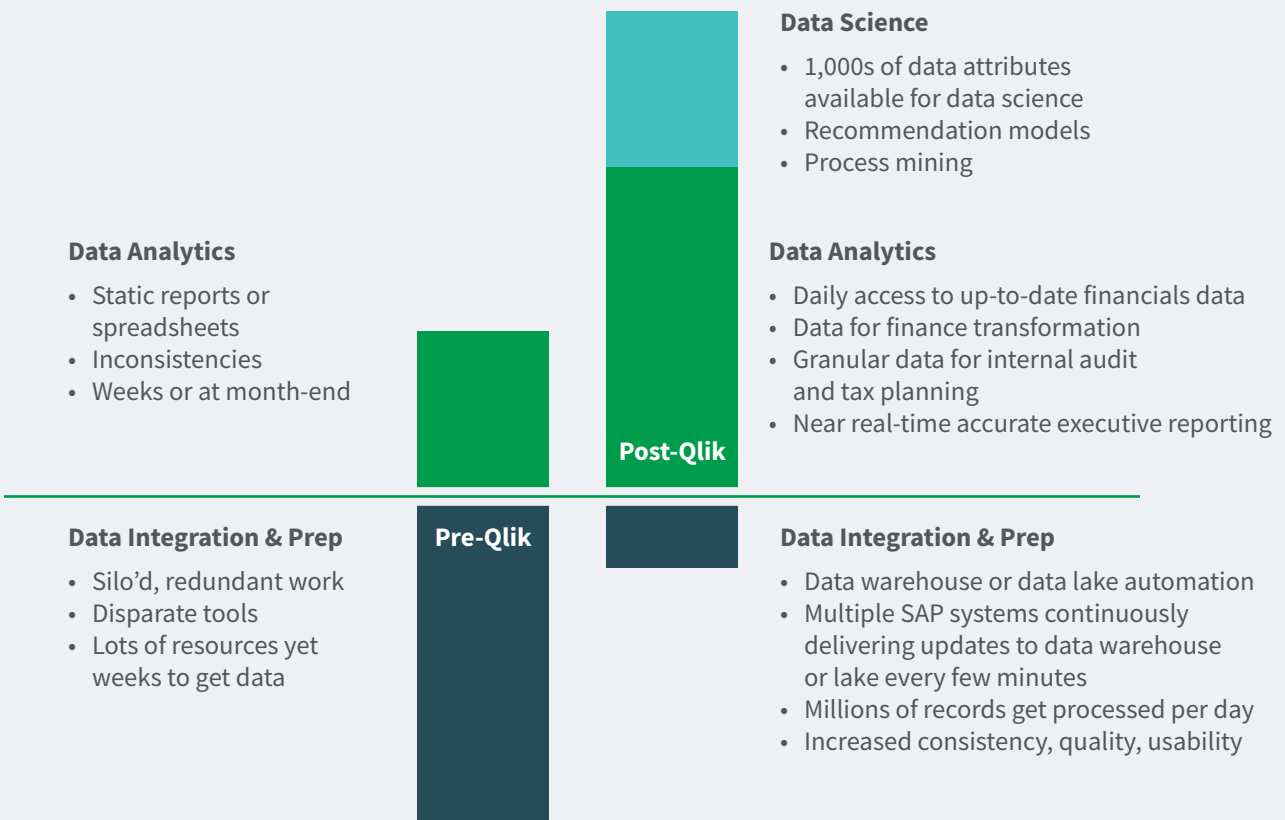 Data Science
• 1,000s of data attributes
available for data science
• Recommendation models
• Process mining
Data Analytics
• Static reports or
spreadsheets
• Inconsistencies
• Weeks or at month-end
Data Analytics
• Daily access to up-to-date financials data
• Data for finance transformation
• Granular data for internal audit
and tax planning
• Near real-time accurate executive reporting
Post-Qlik
Data Integration & Prep
• Silo’d, redundant work
• Disparate tools
• Lots of resources yet
weeks to get data
Pre-Qlik
Data Integration & Prep
• Data warehouse or data lake automation
• Multiple SAP systems continuously
delivering updates to data warehouse
or lake every few minutes
• Millions of records get processed per day
• Increased consistency, quality, usability